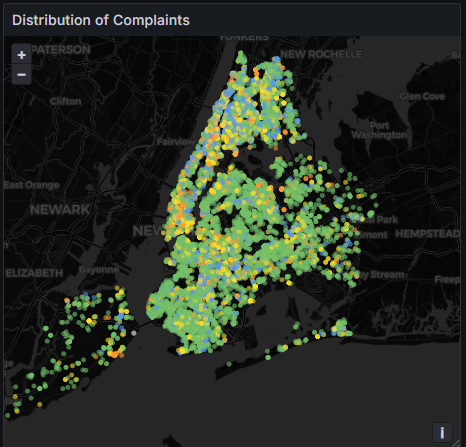 Distribution of Complaints
YONKERS
PATERSON
NEW ROCHELLE
+
−
Clifton
Glen Cove
Port
Washington
Fairview
East Orange
NEWARK
NEW
Park
HEMPSTEAD
ELIZABETH
Bayonne
Stream
Freep
i